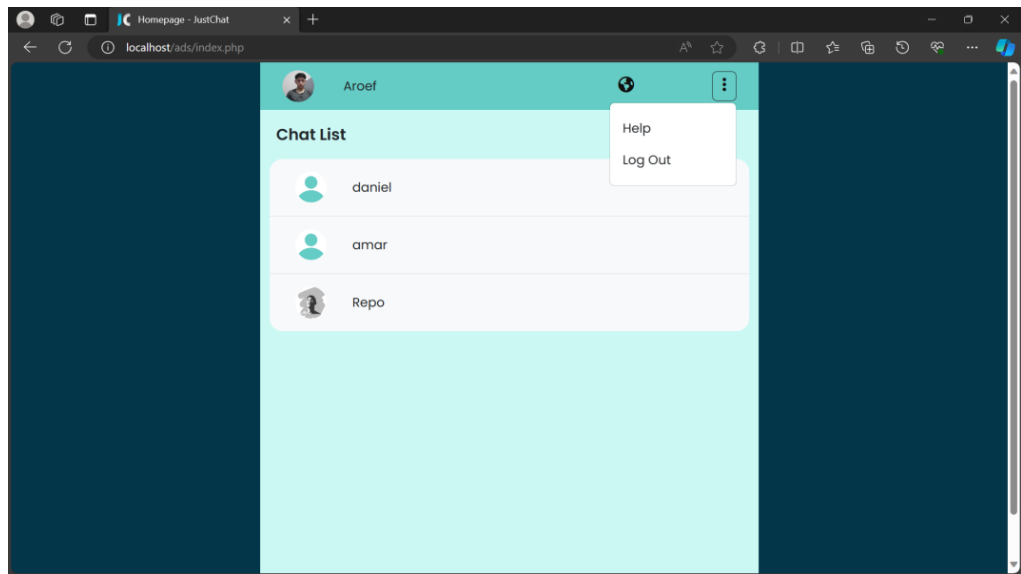 Homepage - JustChat
localhost/ads/index.php
Aroef
Help
Log Out
Chat List
daniel
amar
Repo